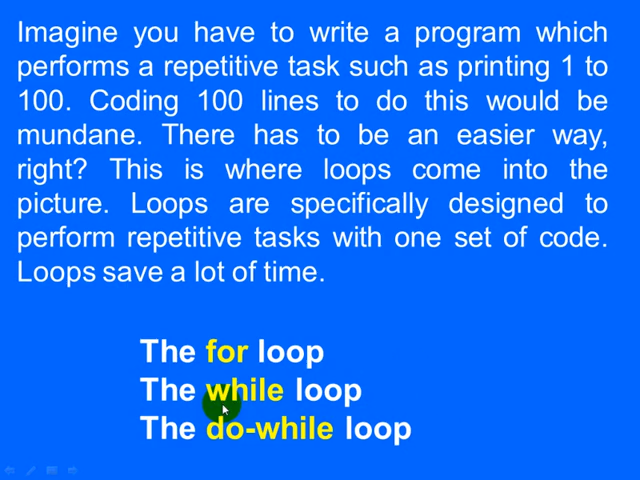 Imagine you have to write a program which
performs a repetitive task such as printing 1 to
100. Coding 100 lines to do this would be
mundane. There has to be an easier way,
right? This is where loops come into the
picture. Loops are specifically designed to
perform repetitive tasks with one set of code.
Loops save a lot of time.
The for loop
The while loop
The do-while loop